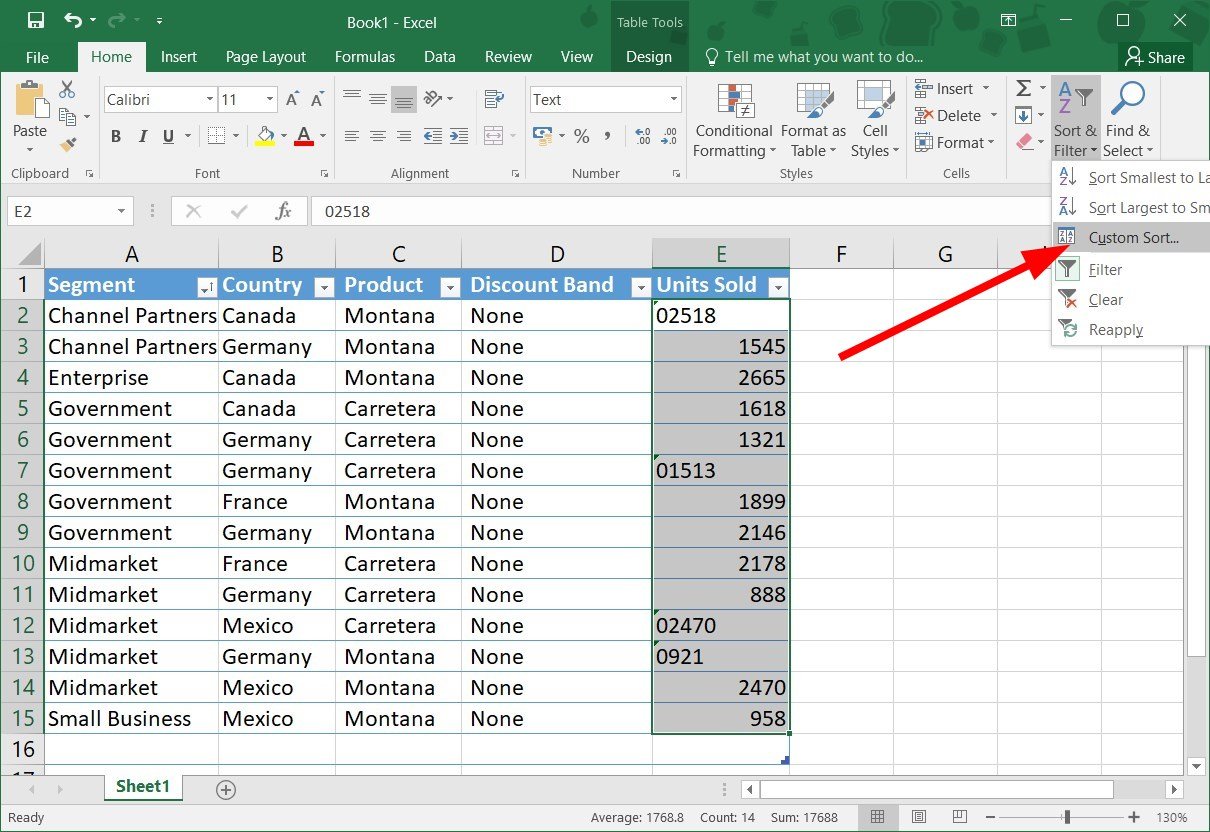 Book1 - Excel
Table Tools
File Home Insert Page Layout Formulas Data Review View Design Tell me what you want to do... Share
Calibri 11 Text Insert Σ
Paste B I U A % , Conditional Formatting Format as Table Cell Styles Delete Format Sort & Filter Find & Select
Clipboard Font Alignment Number Styles Cells
Sort Smallest to La
Sort Largest to Sm
Custom Sort...
Filter
Clear
Reapply
E2 fx 02518
A B C D E F G
1 Segment Country Product Discount Band Units Sold
2 Channel Partners Canada Montana None 02518
3 Channel Partners Germany Montana None 1545
4 Enterprise Canada Montana None 2665
5 Government Canada Carretera None 1618
6 Government Germany Carretera None 1321
7 Government Germany Carretera None 01513
8 Government France Montana None 1899
9 Government Germany Montana None 2146
10 Midmarket France Carretera None 2178
11 Midmarket Germany Carretera None 888
12 Midmarket Mexico Carretera None 02470
13 Midmarket Germany Montana None 0921
14 Midmarket Mexico Montana None 2470
15 Small Business Mexico Montana None 958
16
Sheet1
Ready Average: 1768.8 Count: 14 Sum: 17688 130%